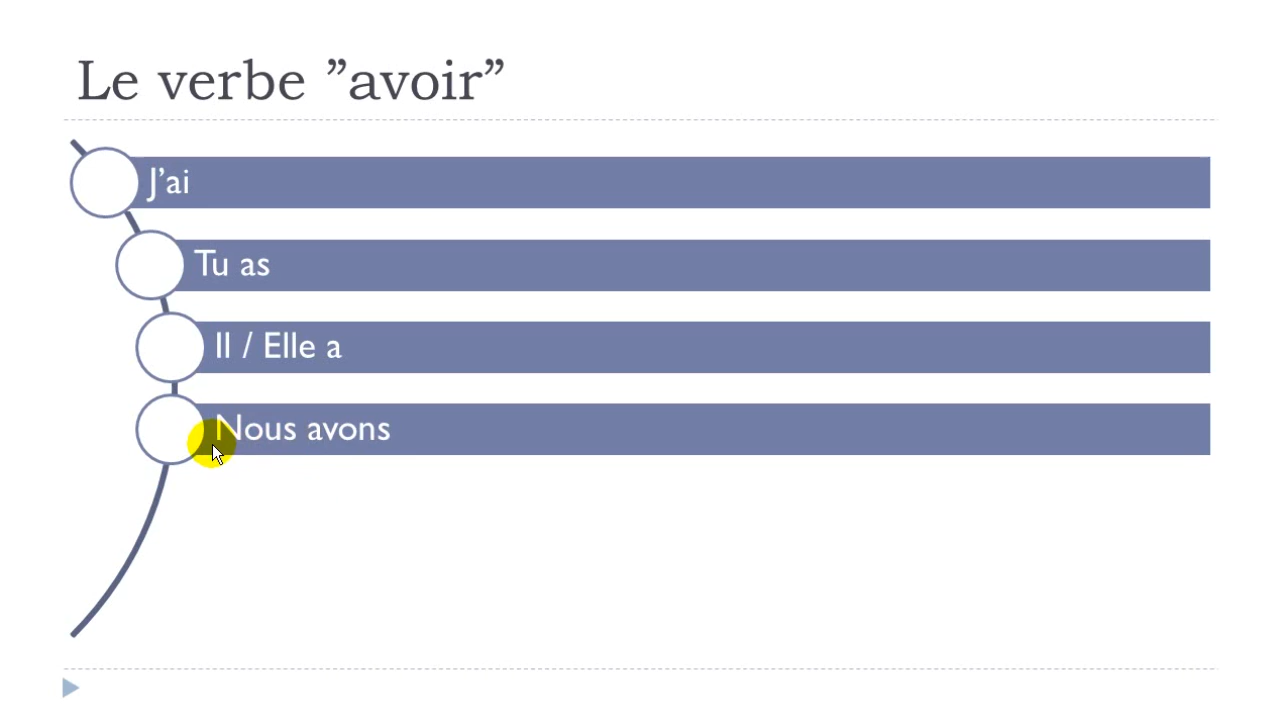 Le verbe ”avoir”
J’ai
Tu as
Il / Elle a
Nous avons